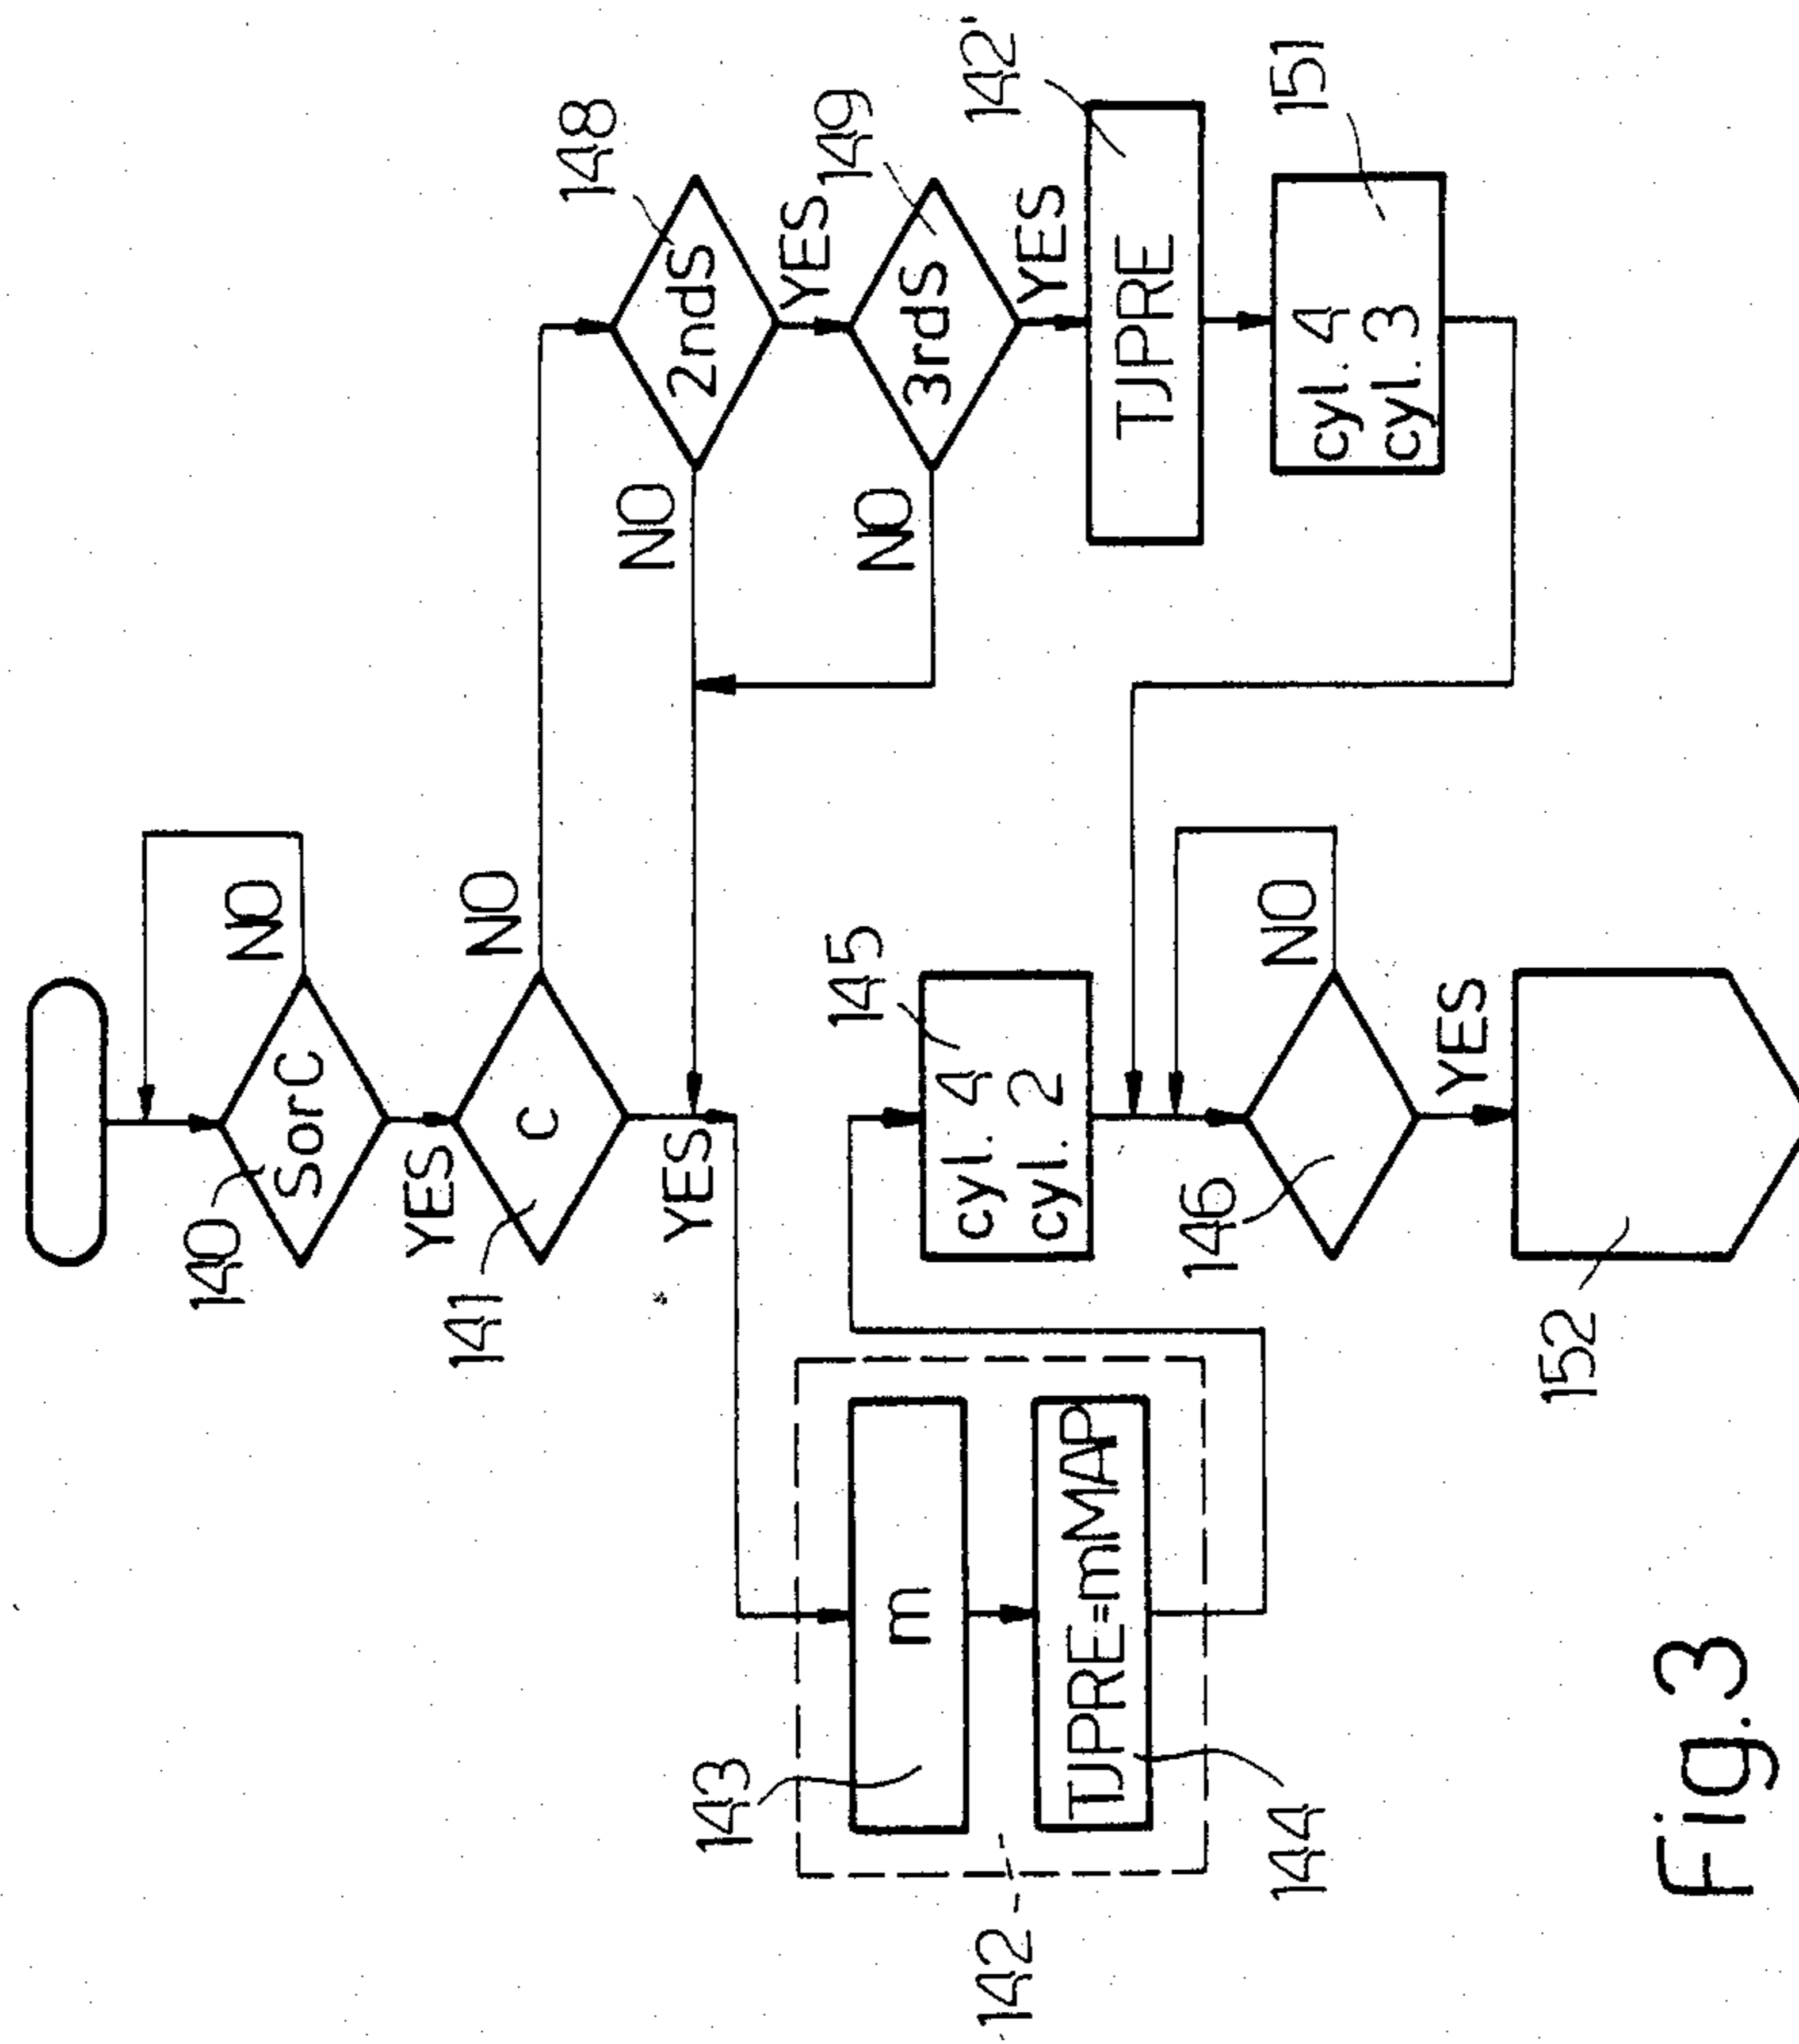 140
SorC
NO
YES
141
c
NO
YES
148
2ndS
NO
YES
149
3rdS
NO
YES
142'
TJPRE
151
cyl. 4
cyl. 3
143
m
142
TJPRE=mMAP
144
145
cyl. 4
cyl. 2
146
NO
YES
152
Fig.3